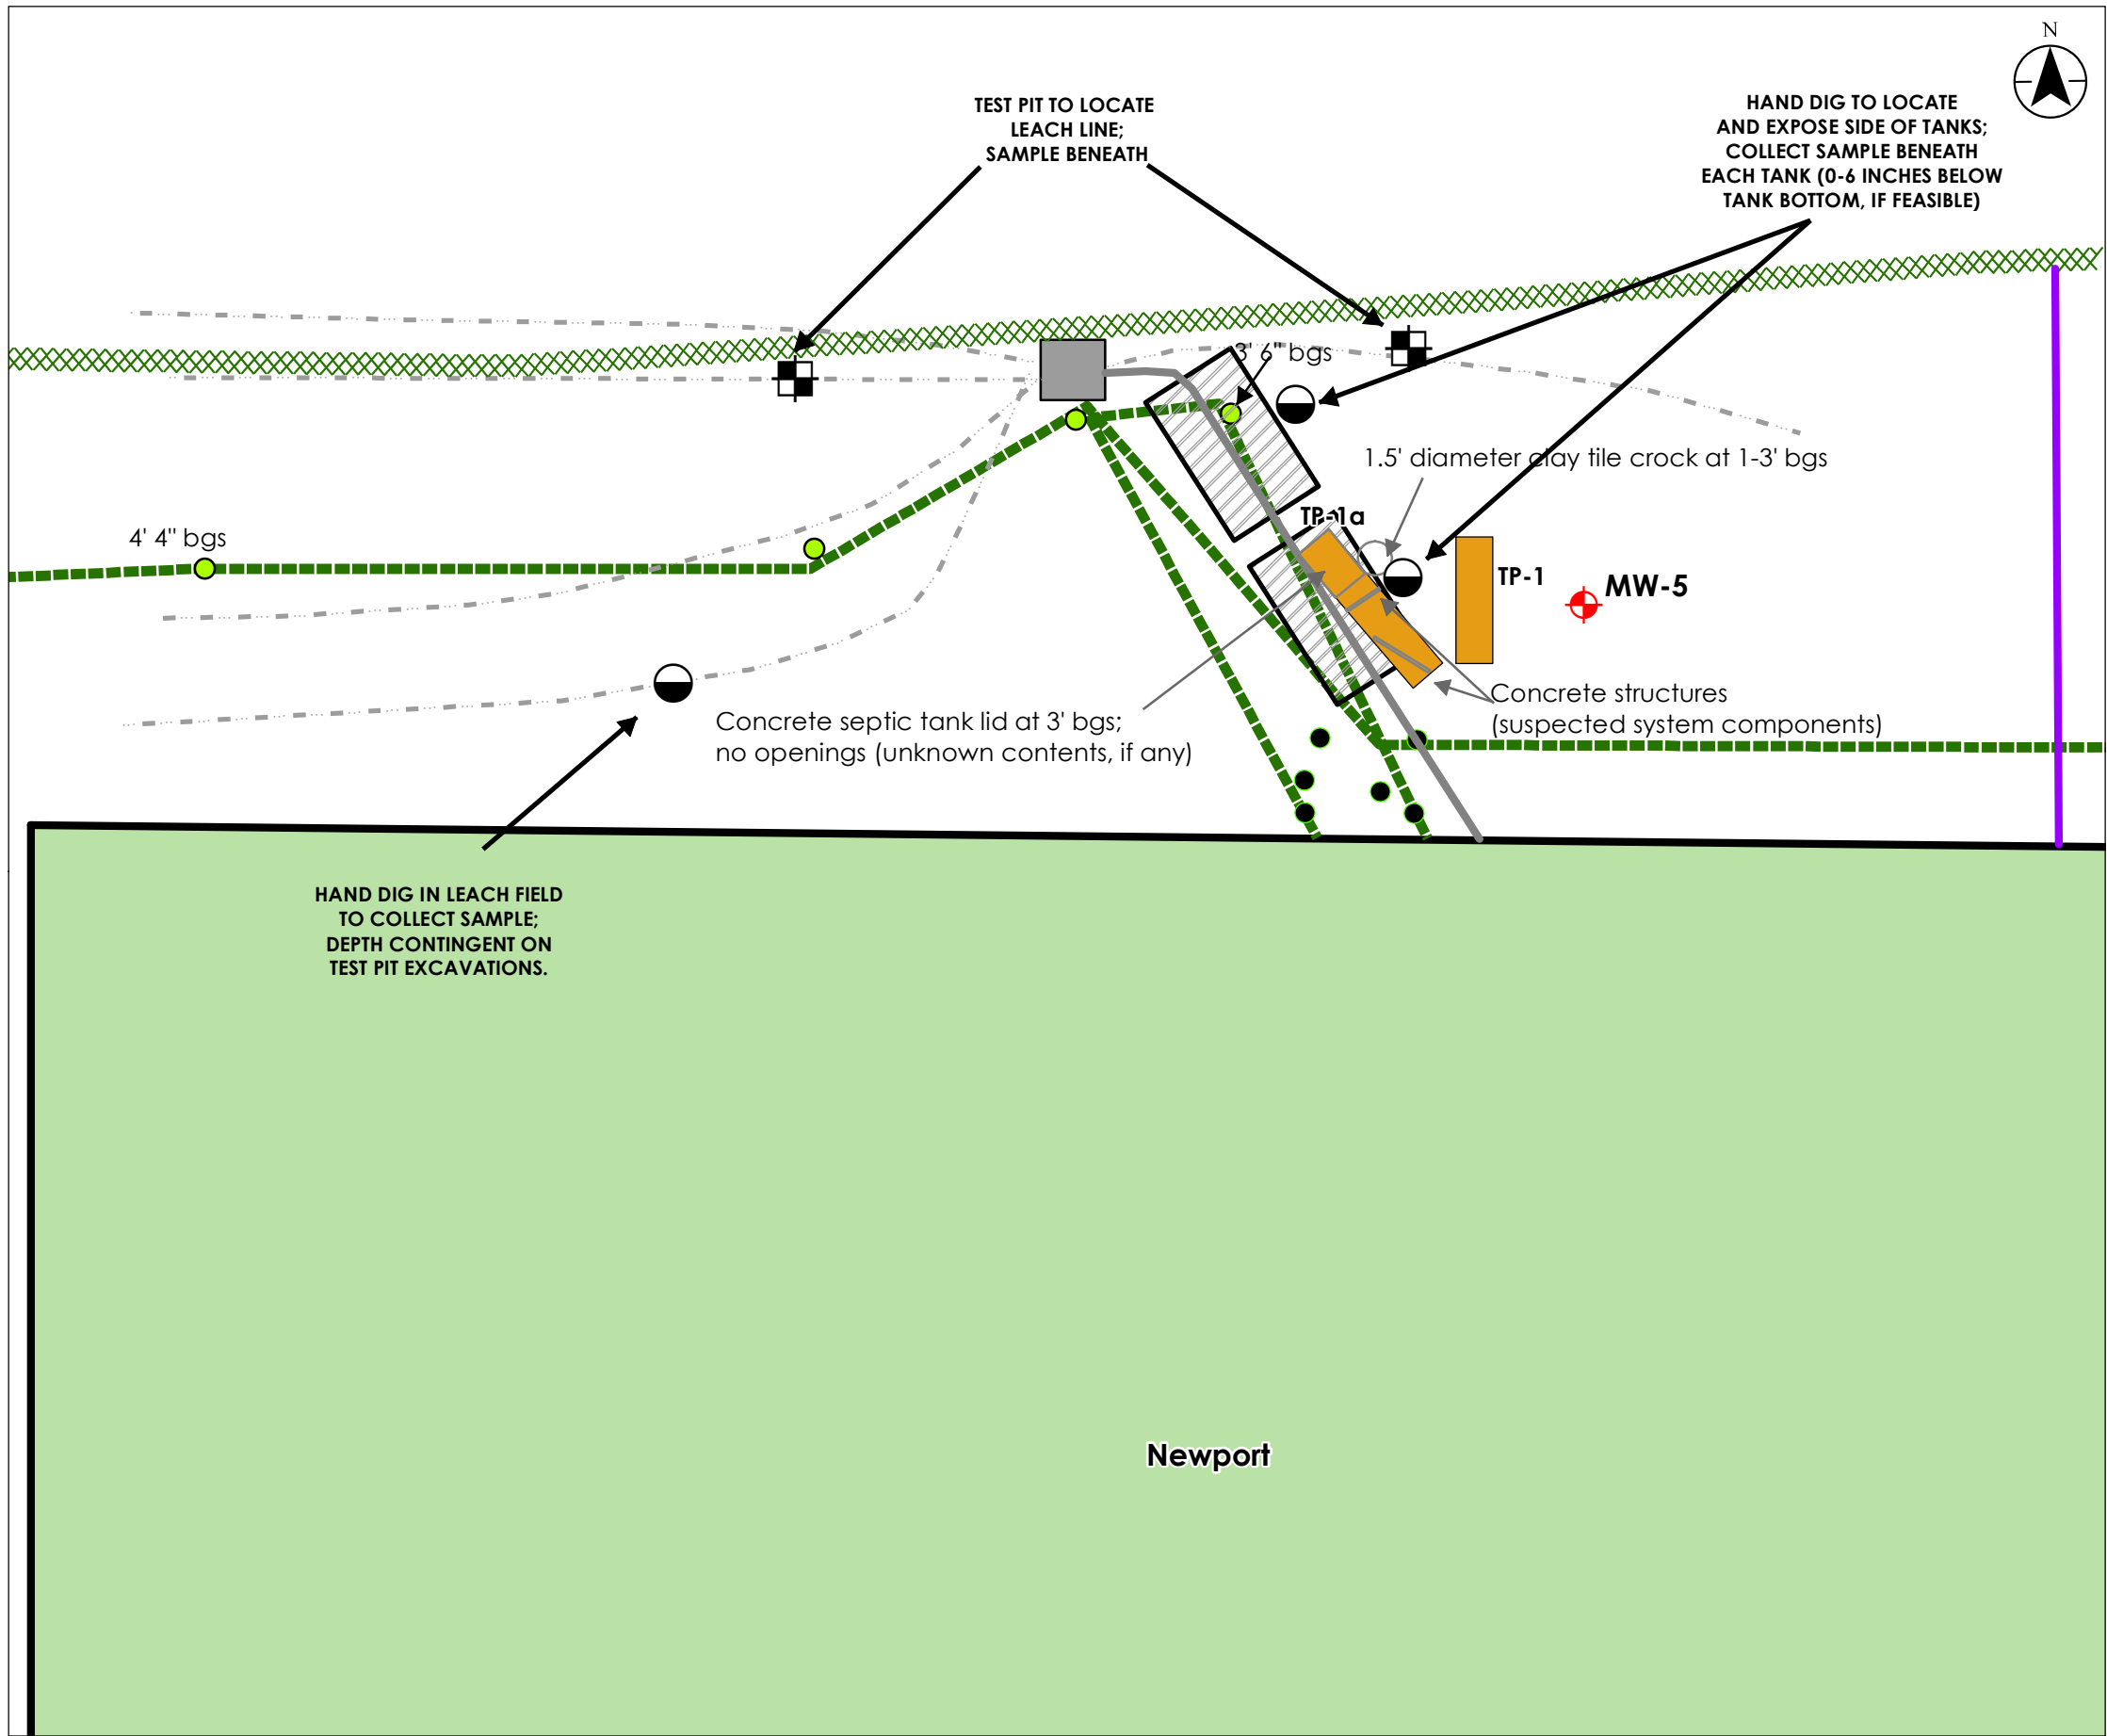 N
TEST PIT TO LOCATE
LEACH LINE;
SAMPLE BENEATH
HAND DIG TO LOCATE
AND EXPOSE SIDE OF TANKS;
COLLECT SAMPLE BENEATH
EACH TANK (0-6 INCHES BELOW
TANK BOTTOM, IF FEASIBLE)
3' 6" bgs
1.5' diameter clay tile crock at 1-3' bgs
TP-1a
4' 4" bgs
TP-1
MW-5
Concrete septic tank lid at 3' bgs;
no openings (unknown contents, if any)
Concrete structures
(suspected system components)
HAND DIG IN LEACH FIELD
TO COLLECT SAMPLE;
DEPTH CONTINGENT ON
TEST PIT EXCAVATIONS.
Newport